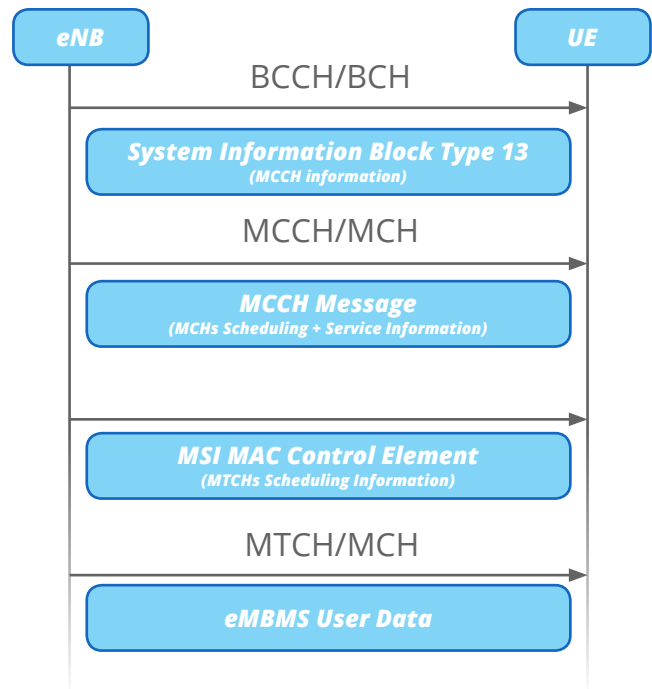 eNB
UE
BCCH/BCH
System Information Block Type 13
(MCCH information)
MCCH/MCH
MCCH Message
(MCHs Scheduling + Service Information)
MSI MAC Control Element
(MTCHs Scheduling Information)
MTCH/MCH
eMBMS User Data